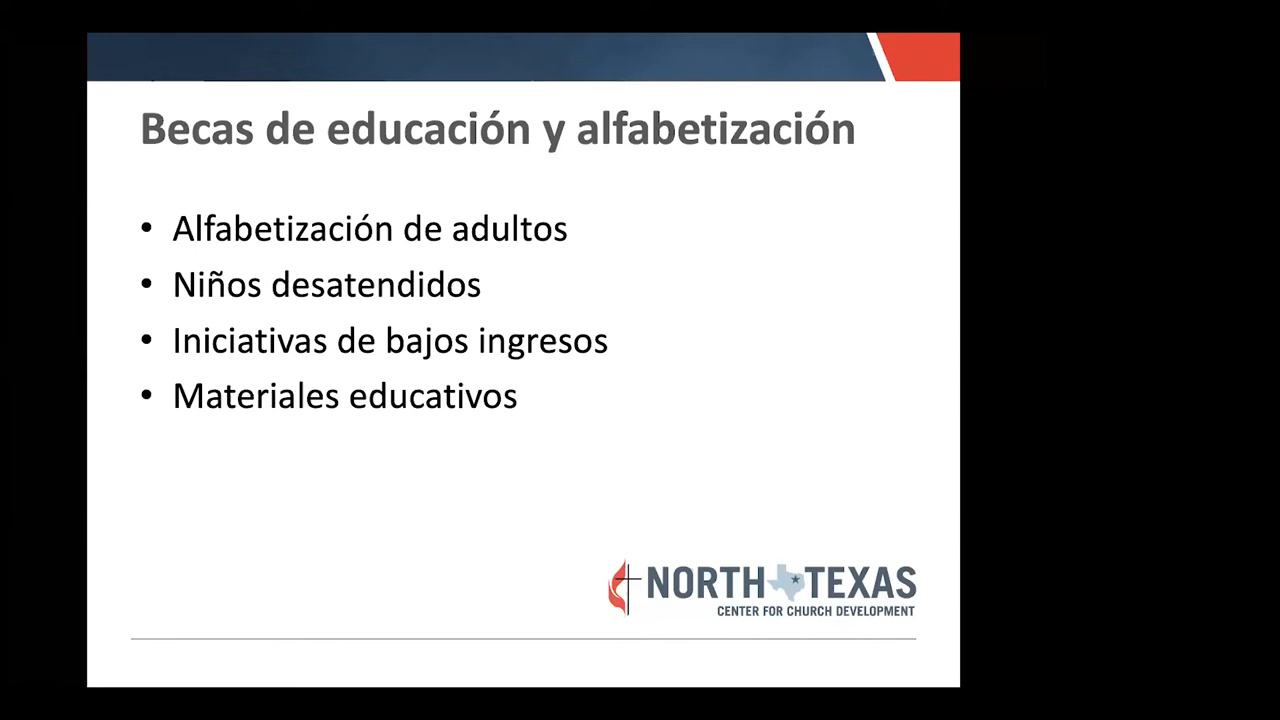 Becas de educación y alfabetización
• Alfabetización de adultos
• Niños desatendidos
• Iniciativas de bajos ingresos
• Materiales educativos
NORTH TEXAS
CENTER FOR CHURCH DEVELOPMENT